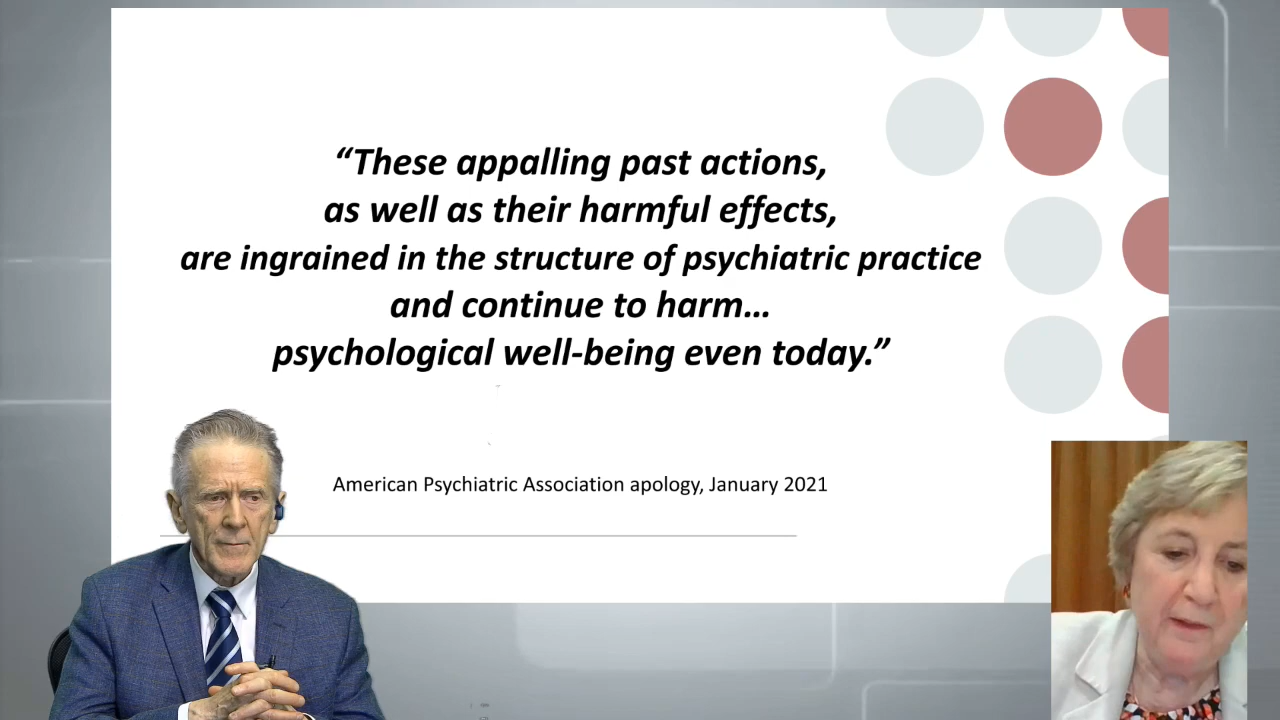 “These appalling past actions,
as well as their harmful effects,
are ingrained in the structure of psychiatric practice
and continue to harm…
psychological well-being even today.”
American Psychiatric Association apology, January 2021